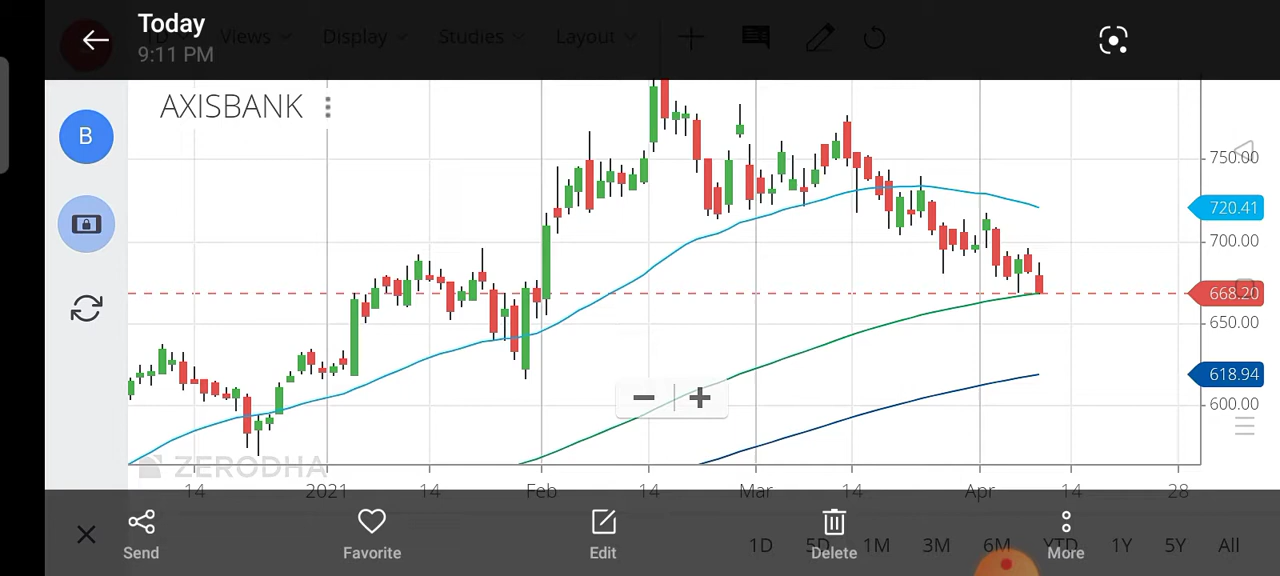 Today
9:11 PM
1D Views Display Studies Layout
B
AXISBANK
750.00
720.41
700.00
668.20
650.00
618.94
600.00
ZERODHA
14 2021 14 Feb 14 Mar 14 Apr 14 28
1D 5D 1M 3M 6M YTD 1Y 5Y All
Send Favorite Edit Delete More